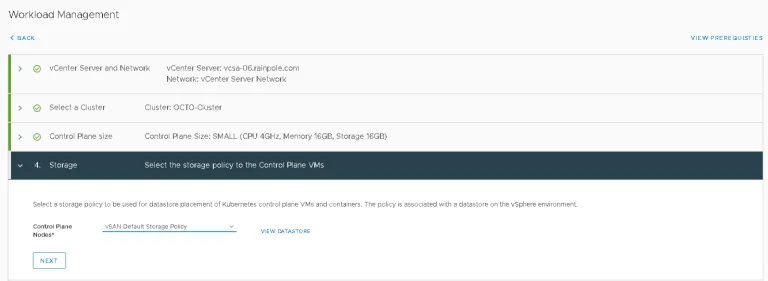 Workload Management
BACK
VIEW PREREQUISTIES
vCenter Server and Network
vCenter Server: vcsa-06.rainpole.com
Network: vCenter Server Network
Select a Cluster
Cluster: OCTO-Cluster
Control Plane size
Control Plane Size: SMALL (CPU 4GHz, Memory 16GB, Storage 16GB)
4. Storage
Select the storage policy to the Control Plane VMs
Select a storage policy to be used for datastore placement of Kubernetes control plane VMs and containers. The policy is associated with a datastore on the vSphere environment.
Control Plane
Nodes*
vSAN Default Storage Policy
VIEW DATASTORE
NEXT